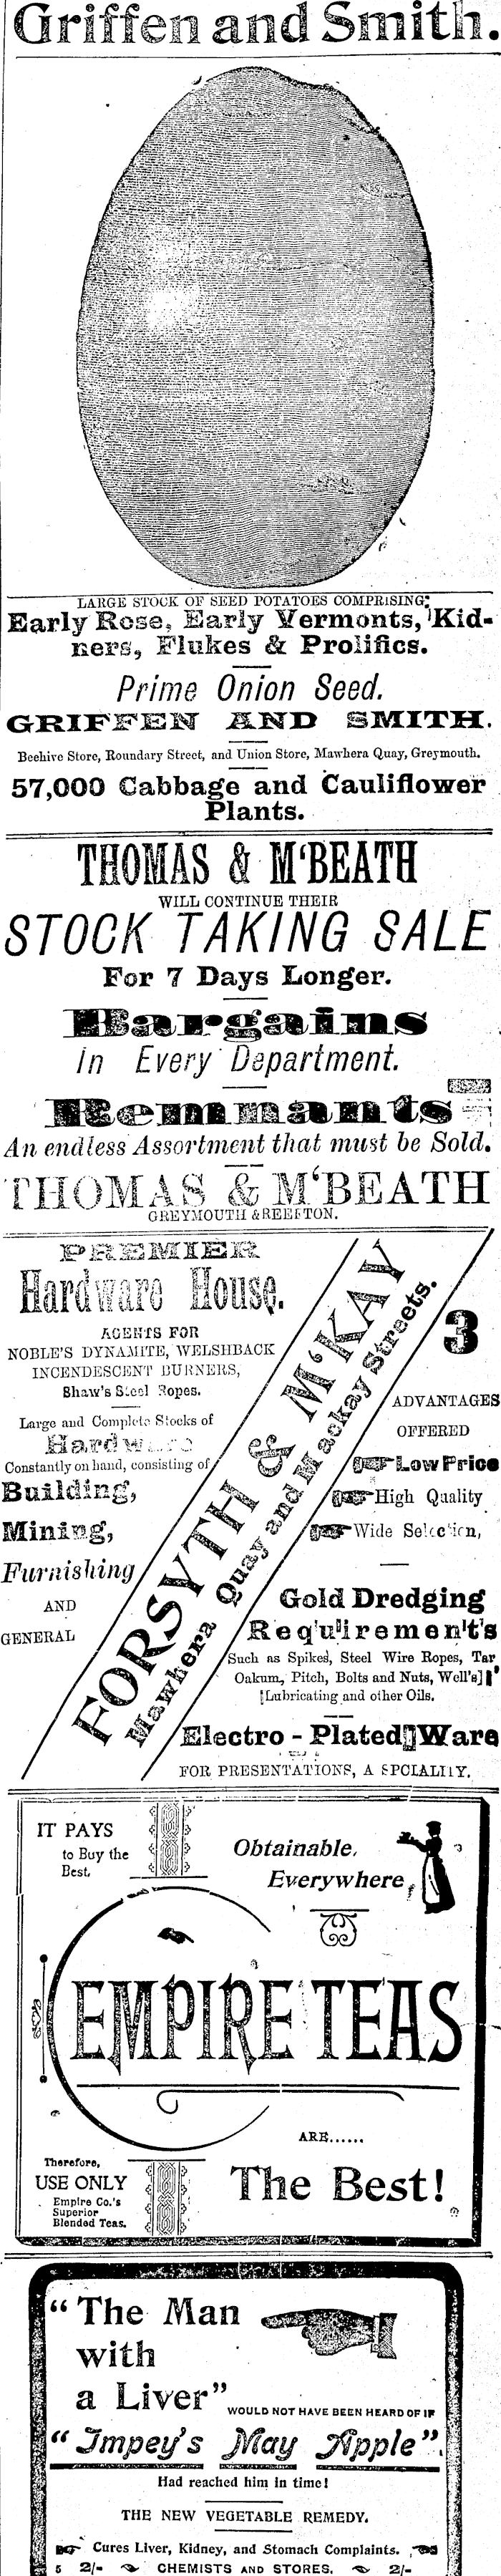 Griffen and Smith.
LARGE STOCK OF SEED POTATOES COMPRISING:
Early Rose, Early Vermonts, Kid-
ners, Flukes & Prolifics.
Prime Onion Seed.
GRIFFEN AND SMITH.
Beehive Store, Roundary Street, and Union Store, Mawhera Quay, Greymouth.
57,000 Cabbage and Cauliflower
Plants.
THOMAS & M‘BEATH
WILL CONTINUE THEIR
STOCK TAKING SALE
For 7 Days Longer.
Bargains
In Every Department.
Remnants
An endless Assortment that must be Sold.
THOMAS & M‘BEATH
GREYMOUTH & REEFTON.
PREMIER
Hardware House.
AGENTS FOR
NOBLE'S DYNAMITE, WELSHBACK
INCENDESCENT BURNERS,
Shaw's Steel Ropes.
Large and Complete Stocks of
Hardware
Constantly on hand, consisting of
Building,
Mining,
Furnishing
AND
GENERAL
FORSYTH & M‘KAY
Mawhera Quay and Mackay Streets.
3
ADVANTAGES
OFFERED
Low Price
High Quality
Wide Selection,
Gold Dredging
Requirements
Such as Spikes, Steel Wire Ropes, Tar
Oakum, Pitch, Bolts and Nuts, Well's
Lubricating and other Oils.
Electro - Plated Ware
FOR PRESENTATIONS, A SPCIALITY.
IT PAYS
to Buy the
Best.
Obtainable
Everywhere
EMPIRE TEAS
ARE......
The Best!
Therefore,
USE ONLY
Empire Co.'s
Superior
Blended Teas.
"The Man
with
a Liver"
WOULD NOT HAVE BEEN HEARD OF IF
"Impey's May Apple"
Had reached him in time!
THE NEW VEGETABLE REMEDY.
Cures Liver, Kidney, and Stomach Complaints.
2/- CHEMISTS AND STORES. 2/-